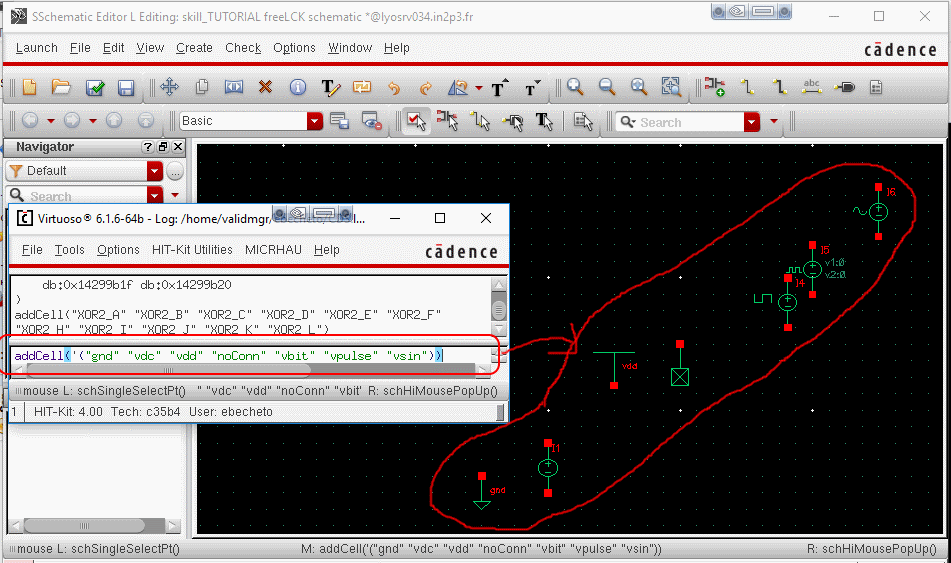 SSchematic Editor L Editing: skill_TUTORIAL freeLCK schematic *@lyosrv034.in2p3.fr
Launch File Edit View Create Check Options Window Help
cādence
T T T
abc
Basic
T
Search
Navigator
Default
...
Search
Virtuoso® 6.1.6-64b - Log: /home/validmgr/
File Tools Options HIT-Kit Utilities MICRHAU Help
cādence
db:0x14299b1f db:0x14299b20
)
addCell("XOR2_A" "XOR2_B" "XOR2_C" "XOR2_D" "XOR2_E" "XOR2_F"
"XOR2_H" "XOR2_I" "XOR2_J" "XOR2_K" "XOR2_L")
addCell('("gnd" "vdc" "vdd" "noConn" "vbit" "vpulse" "vsin"))
mouse L: schSingleSelectPt() " "vdc" "vdd" "noConn" "vbit' R: schHiMousePopUp()
1 HIT-Kit: 4.00 Tech: c35b4 User: ebecheto
I6
I5
v1:0
v2:0
I4
vdd
I1
gnd
mouse L: schSingleSelectPt() M: addCell('("gnd" "vdc" "vdd" "noConn" "vbit" "vpulse" "vsin")) R: schHiMousePopUp()